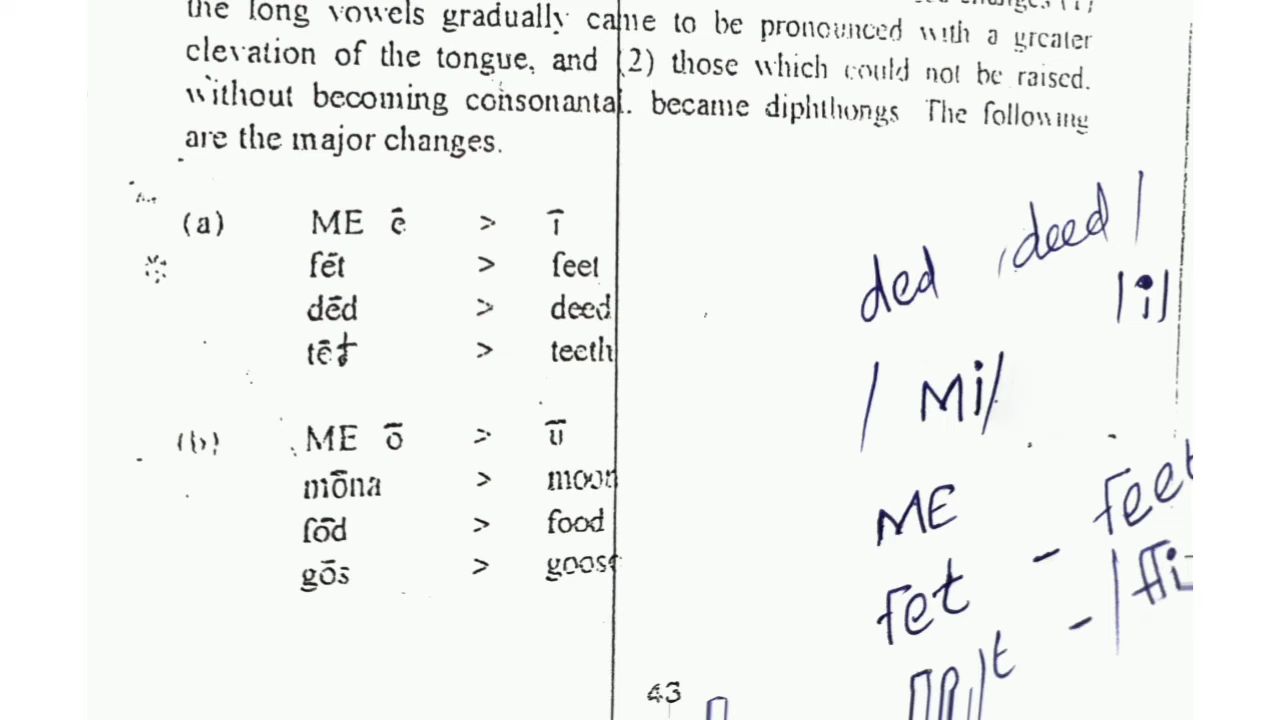 the long vowels gradually came to be pronounced with a greater
elevation of the tongue, and (2) those which could not be raised.
without becoming consonantal. became diphthongs The following
are the major changes.
(a) ME ē > ī
fēt > feet
dēd > deed
tēt > teeth
(b) ME ō > ū
mōna > moon
fōd > food
gōs > goose
43
ded deed /
/i/
/ Mi/
ME
fet - feet